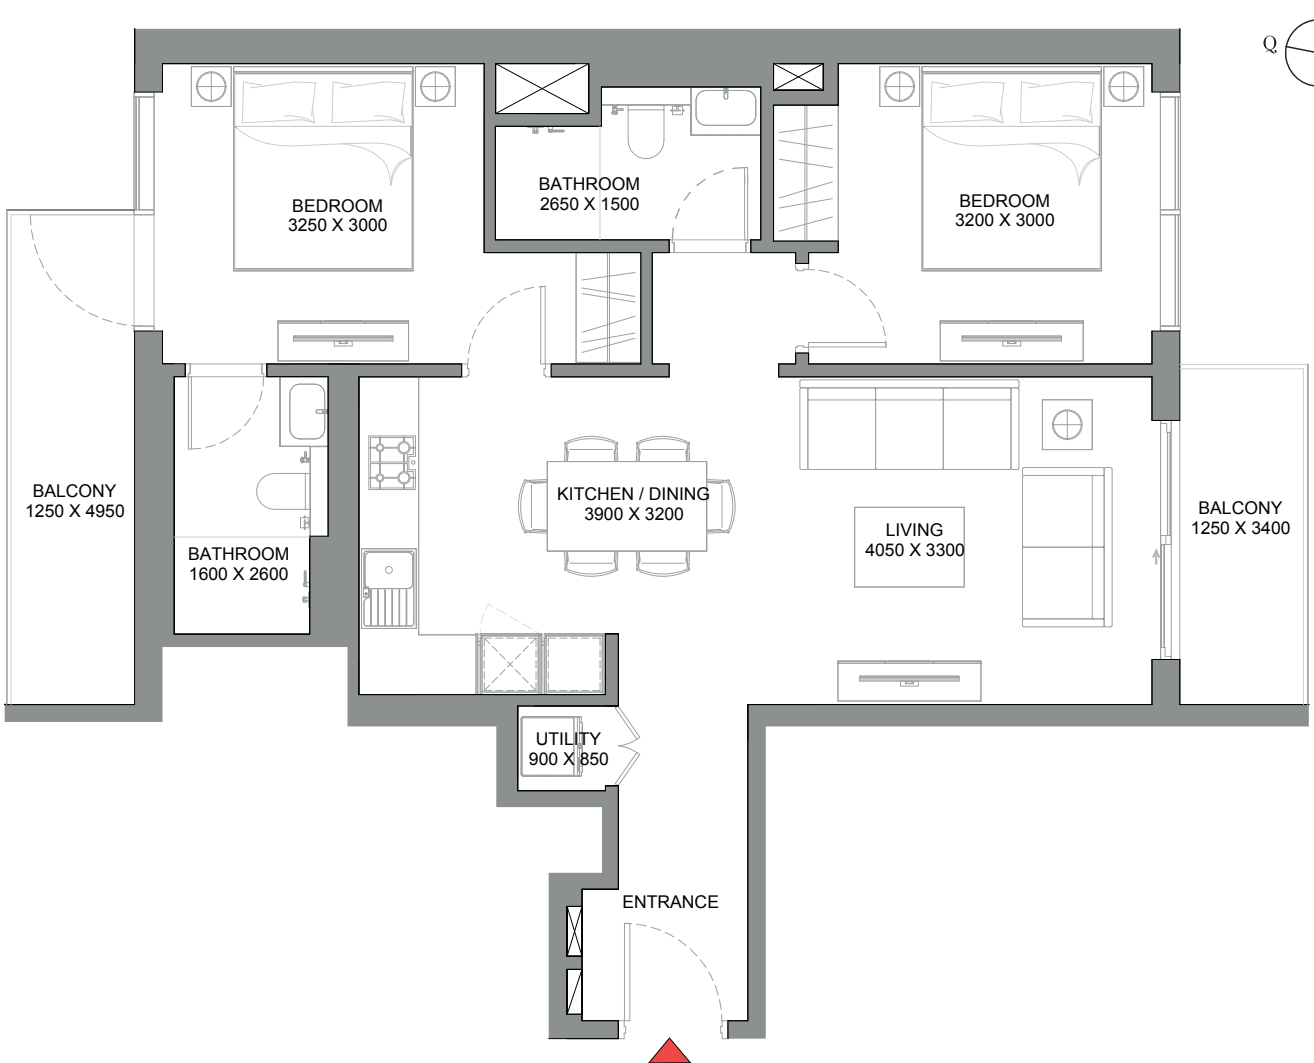 Q
BEDROOM
3250 X 3000
BATHROOM
2650 X 1500
BEDROOM
3200 X 3000
BALCONY
1250 X 4950
BATHROOM
1600 X 2600
KITCHEN / DINING
3900 X 3200
LIVING
4050 X 3300
BALCONY
1250 X 3400
UTILITY
900 X 850
ENTRANCE